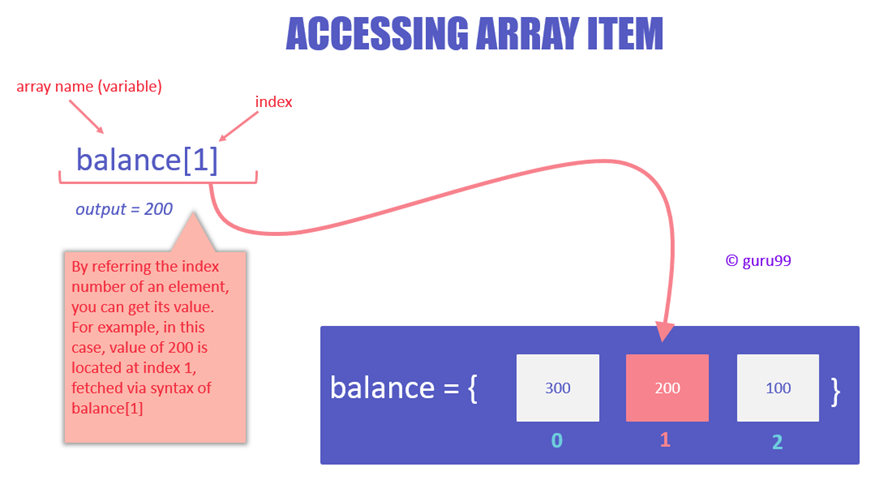 ACCESSING ARRAY ITEM
array name (variable)
index
balance[1]
output = 200
By referring the index
number of an element,
you can get its value.
For example, in this
case, value of 200 is
located at index 1,
fetched via syntax of
balance[1]
© guru99
balance = { 300 200 100 }
0 1 2